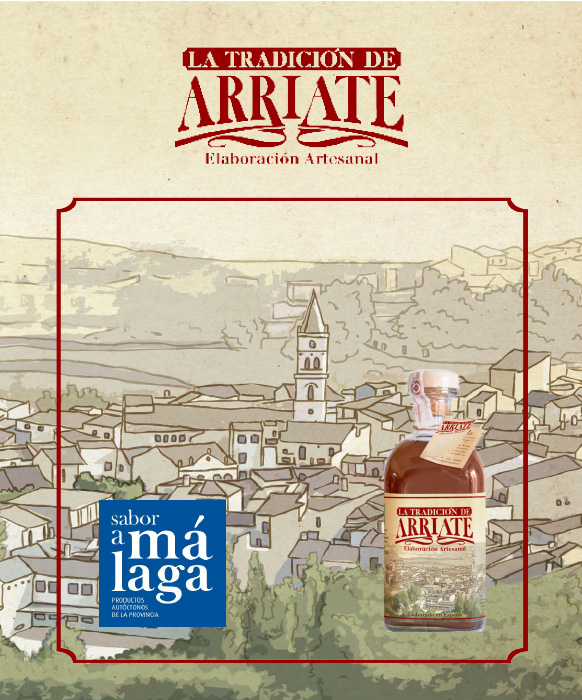 LA TRADICIÓN DE
ARRIATE
Elaboración Artesanal
ARRIATE
LA TRADICIÓN DE
ARRIATE
Elaboración Artesanal
sabor
a má
laga
PRODUCTOS
AUTÓCTONOS
DE LA PROVINCIA